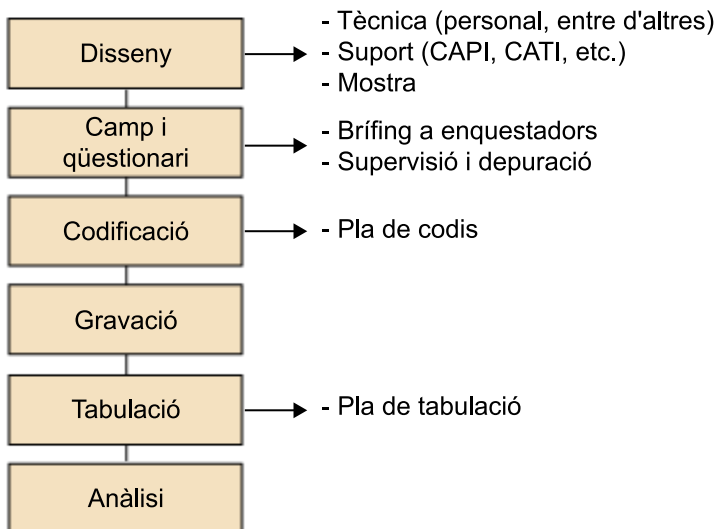 Disseny
- Tècnica (personal, entre d'altres)
- Suport (CAPI, CATI, etc.)
- Mostra
Camp i
qüestionari
- Brífing a enquestadors
- Supervisió i depuració
Codificació
- Pla de codis
Gravació
Tabulació
- Pla de tabulació
Anàlisi